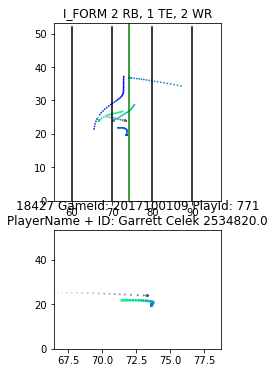 I_FORM 2 RB, 1 TE, 2 WR
50
40
30
20
10
0
60 70 80 90
18427 GameId: 2017100109 PlayId: 771
PlayerName + ID: Garrett Celek 2534820.0
40
20
0
67.5 70.0 72.5 75.0 77.5